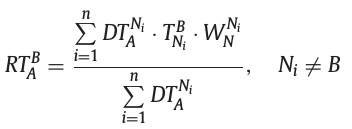 $$RT_A^B = \frac{\sum_{i=1}^{n} DT_A^{N_i} \cdot T_{N_i}^B \cdot W_N^{N_i}}{\sum_{i=1}^{n} DT_A^{N_i}}, \quad N_i \neq B$$